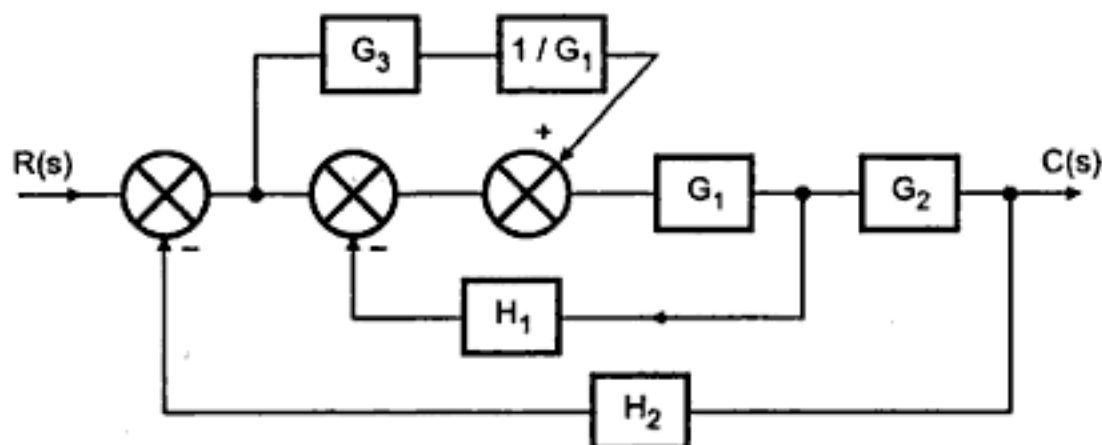 G₃
1 / G₁
+
R(s)
C(s)
G₁
G₂
−
−
H₁
H₂